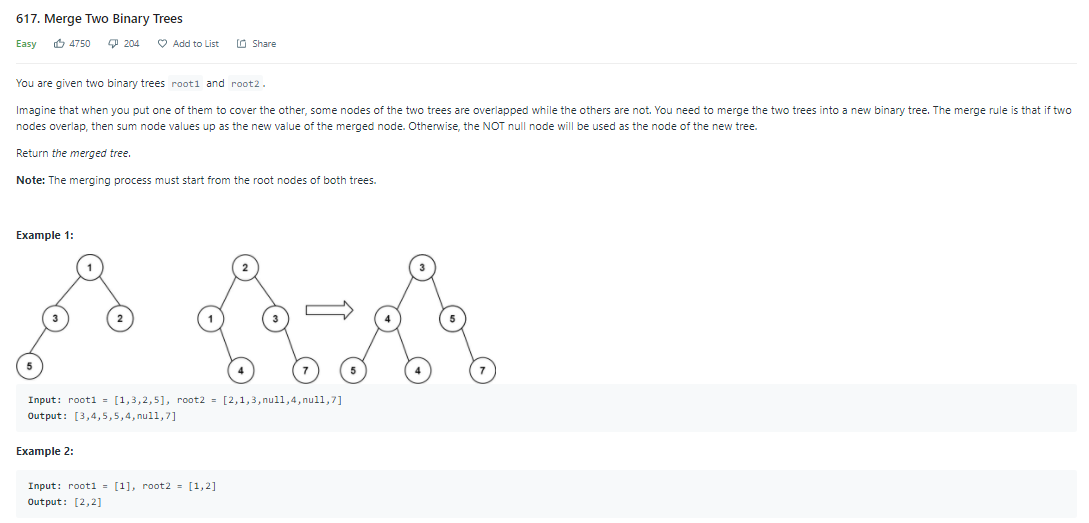 617. Merge Two Binary Trees
Easy 4750 204 Add to List Share
You are given two binary trees root1 and root2.
Imagine that when you put one of them to cover the other, some nodes of the two trees are overlapped while the others are not. You need to merge the two trees into a new binary tree. The merge rule is that if two
nodes overlap, then sum node values up as the new value of the merged node. Otherwise, the NOT null node will be used as the node of the new tree.
Return the merged tree.
Note: The merging process must start from the root nodes of both trees.
Example 1:
1 2 3
3 2 1 3 4 5
5 4 7 5 4 7
Input: root1 = [1,3,2,5], root2 = [2,1,3,null,4,null,7]
Output: [3,4,5,5,4,null,7]
Example 2:
Input: root1 = [1], root2 = [1,2]
Output: [2,2]